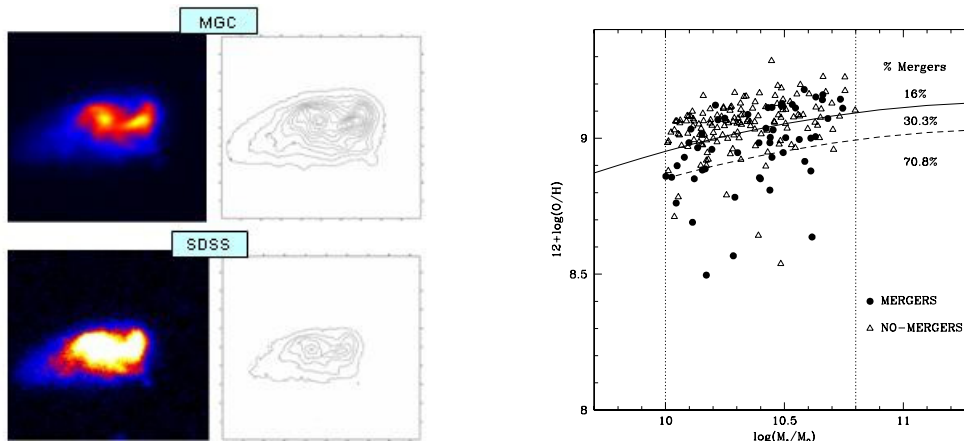 MGC
SDSS
% Mergers
16%
30.3%
70.8%
MERGERS
NO-MERGERS
12+log(O/H)
9
8.5
8
10
10.5
11
log(M*/M☉)